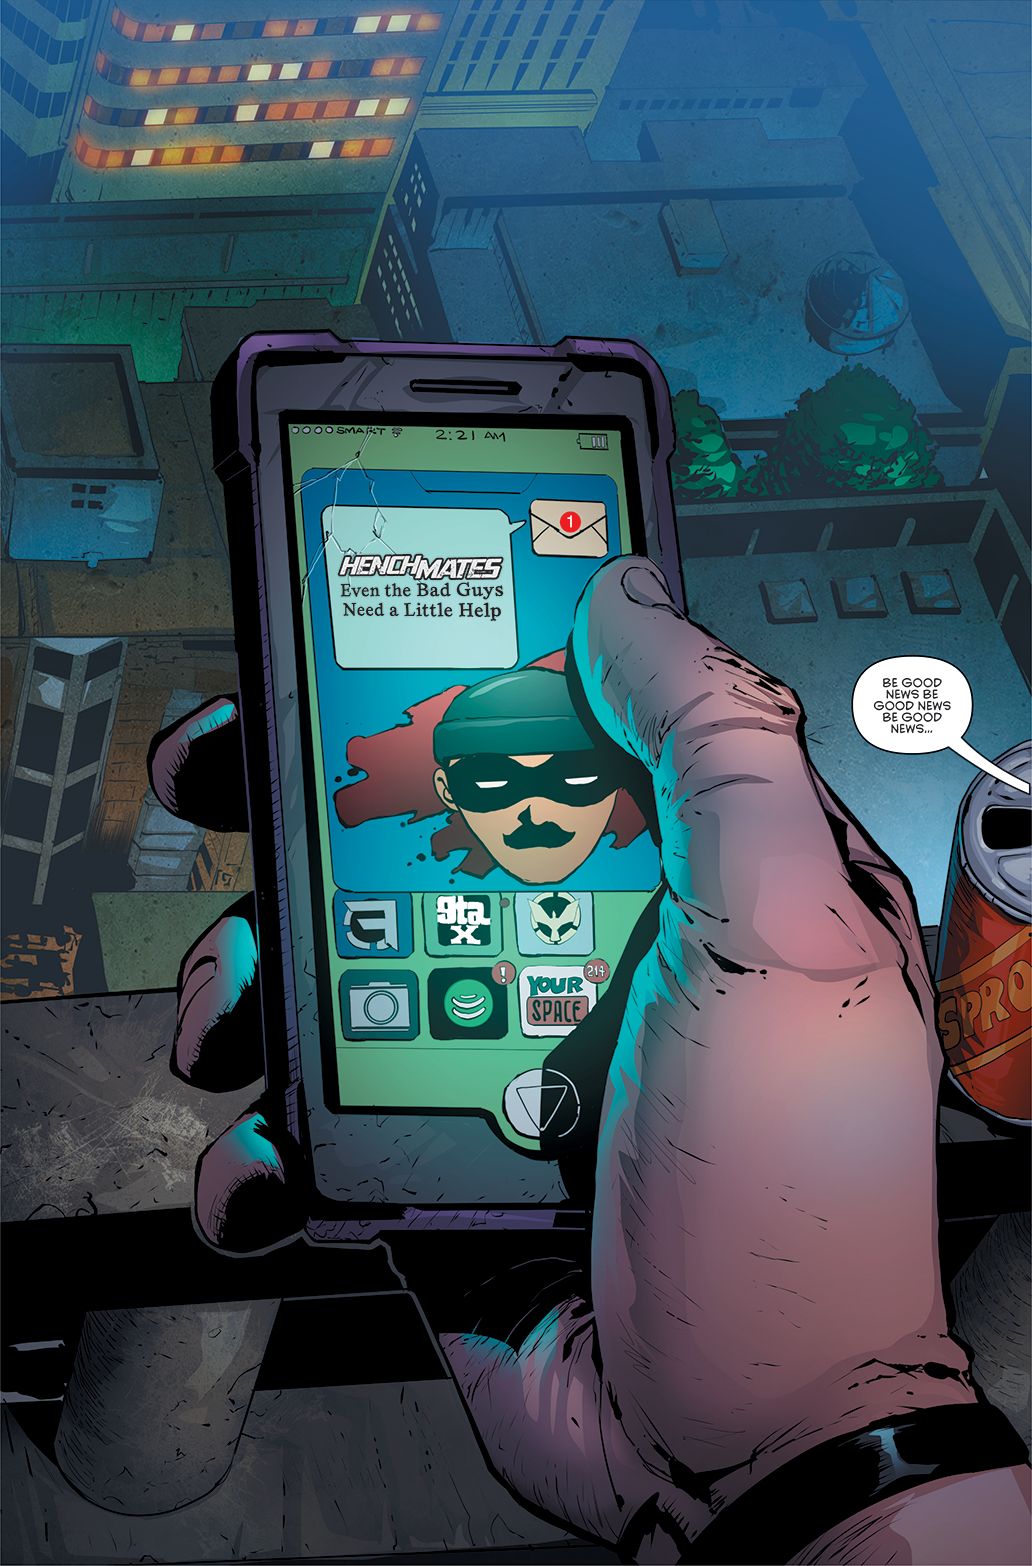 SMART
2:21 AM
1
HENCHMATES
Even the Bad Guys
Need a Little Help
BE GOOD
NEWS BE
GOOD NEWS
BE GOOD
NEWS...
gta
x
!
214
YOUR
SPACE
SPRO